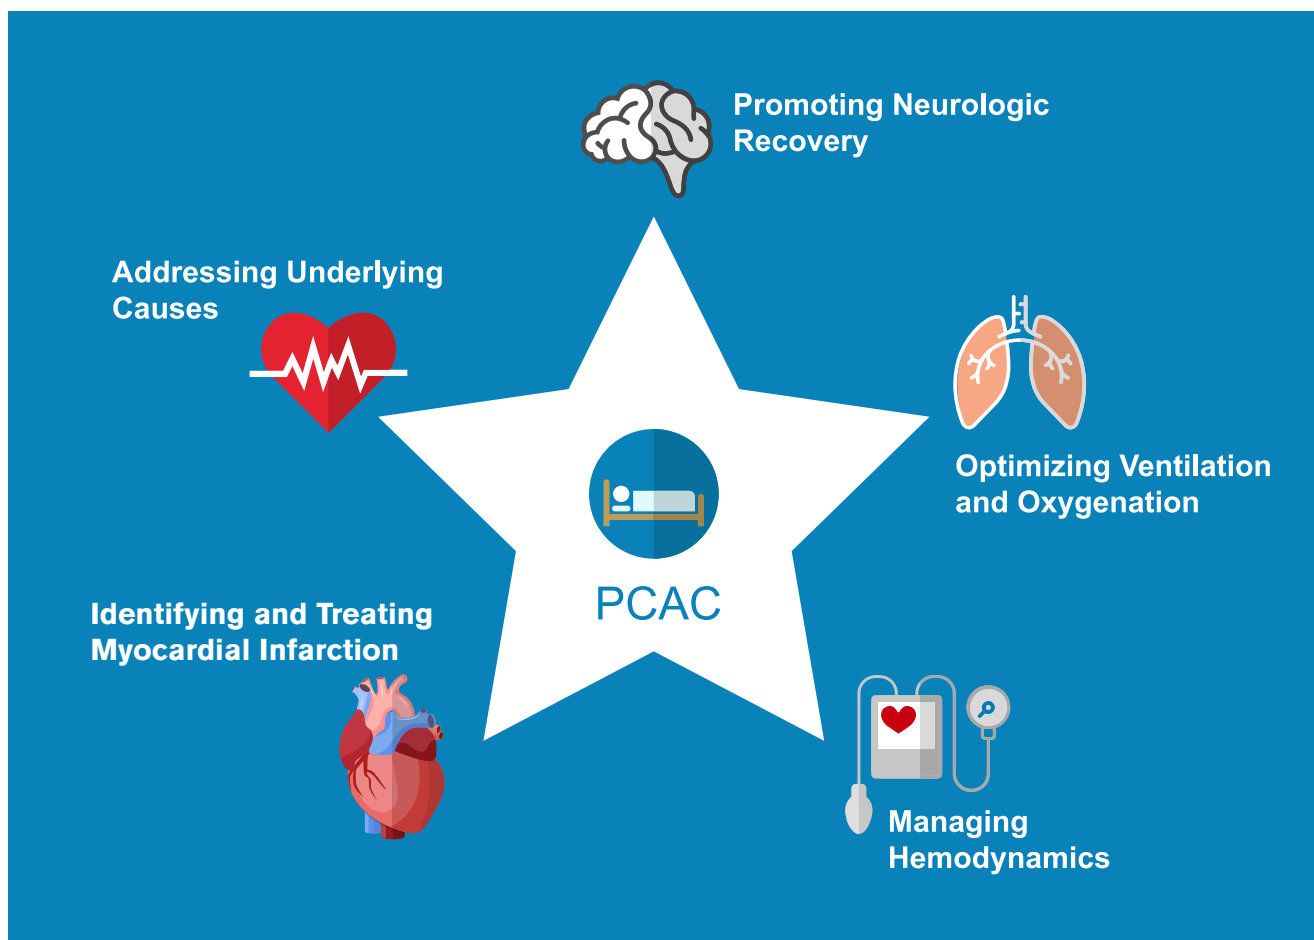 Promoting Neurologic
Recovery
Addressing Underlying
Causes
Optimizing Ventilation
and Oxygenation
PCAC
Identifying and Treating
Myocardial Infarction
Managing
Hemodynamics